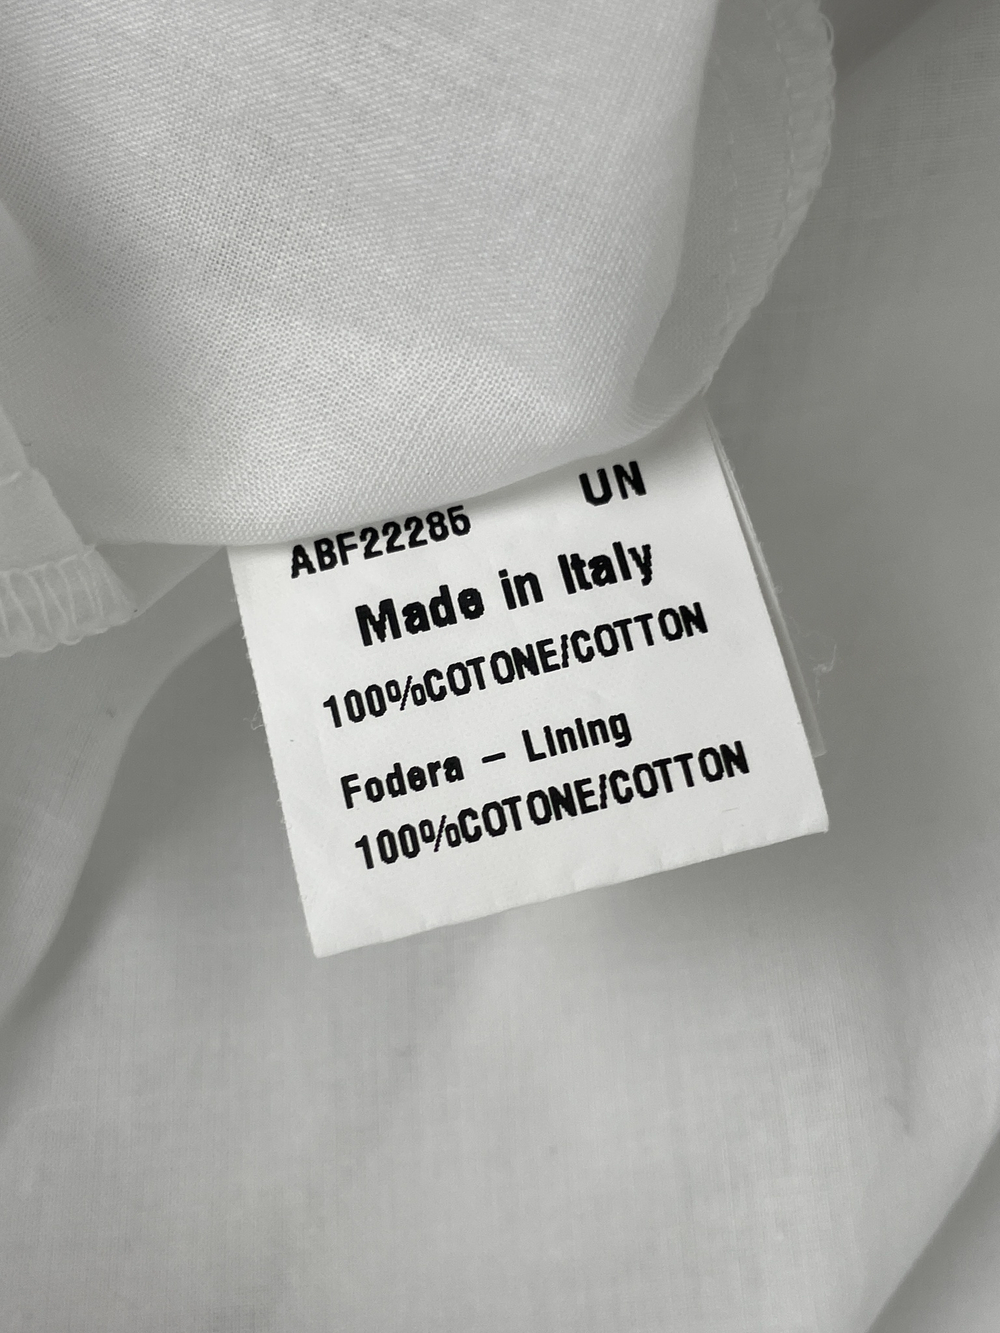 ABF22285 UN
Made in Italy
100%COTONE/COTTON
Fodera – Lining
100%COTONE/COTTON